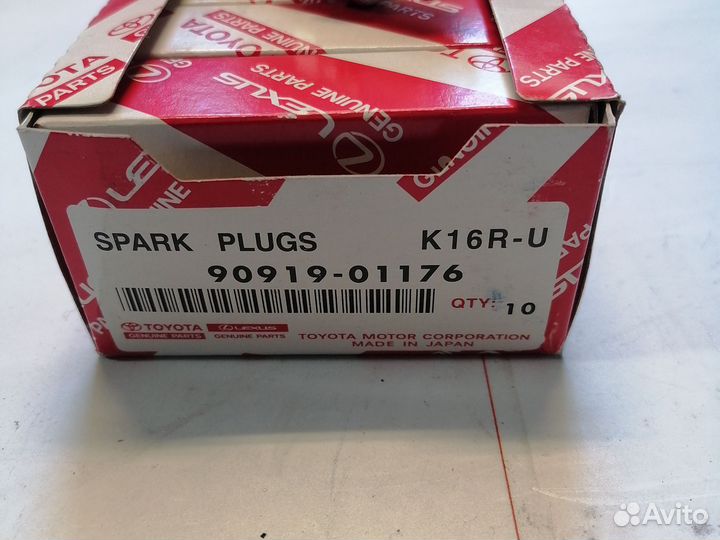 TOYOTA
GENUINE PARTS
LEXUS
GENUINE PARTS
SPARK PLUGS K16R-U
90919-01176
QTY: 10
TOYOTA LEXUS TOYOTA MOTOR CORPORATION
GENUINE PARTS GENUINE PARTS MADE IN JAPAN
Avito